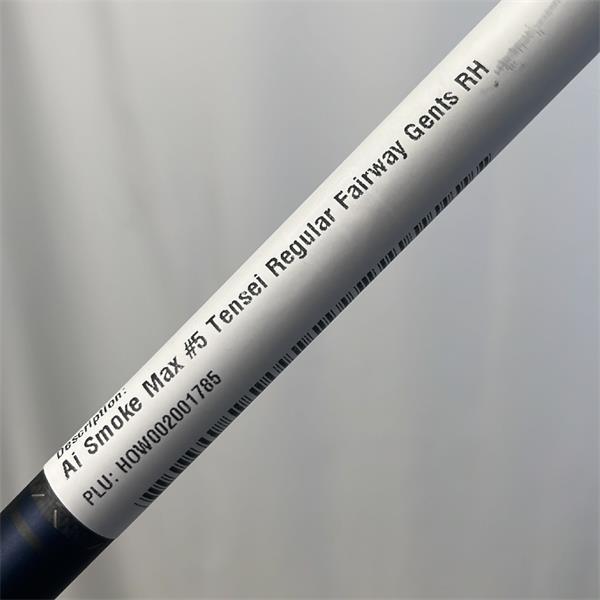 Description:
Ai Smoke Max #5 Tensei Regular Fairway Gents RH
PLU: HOW002001785